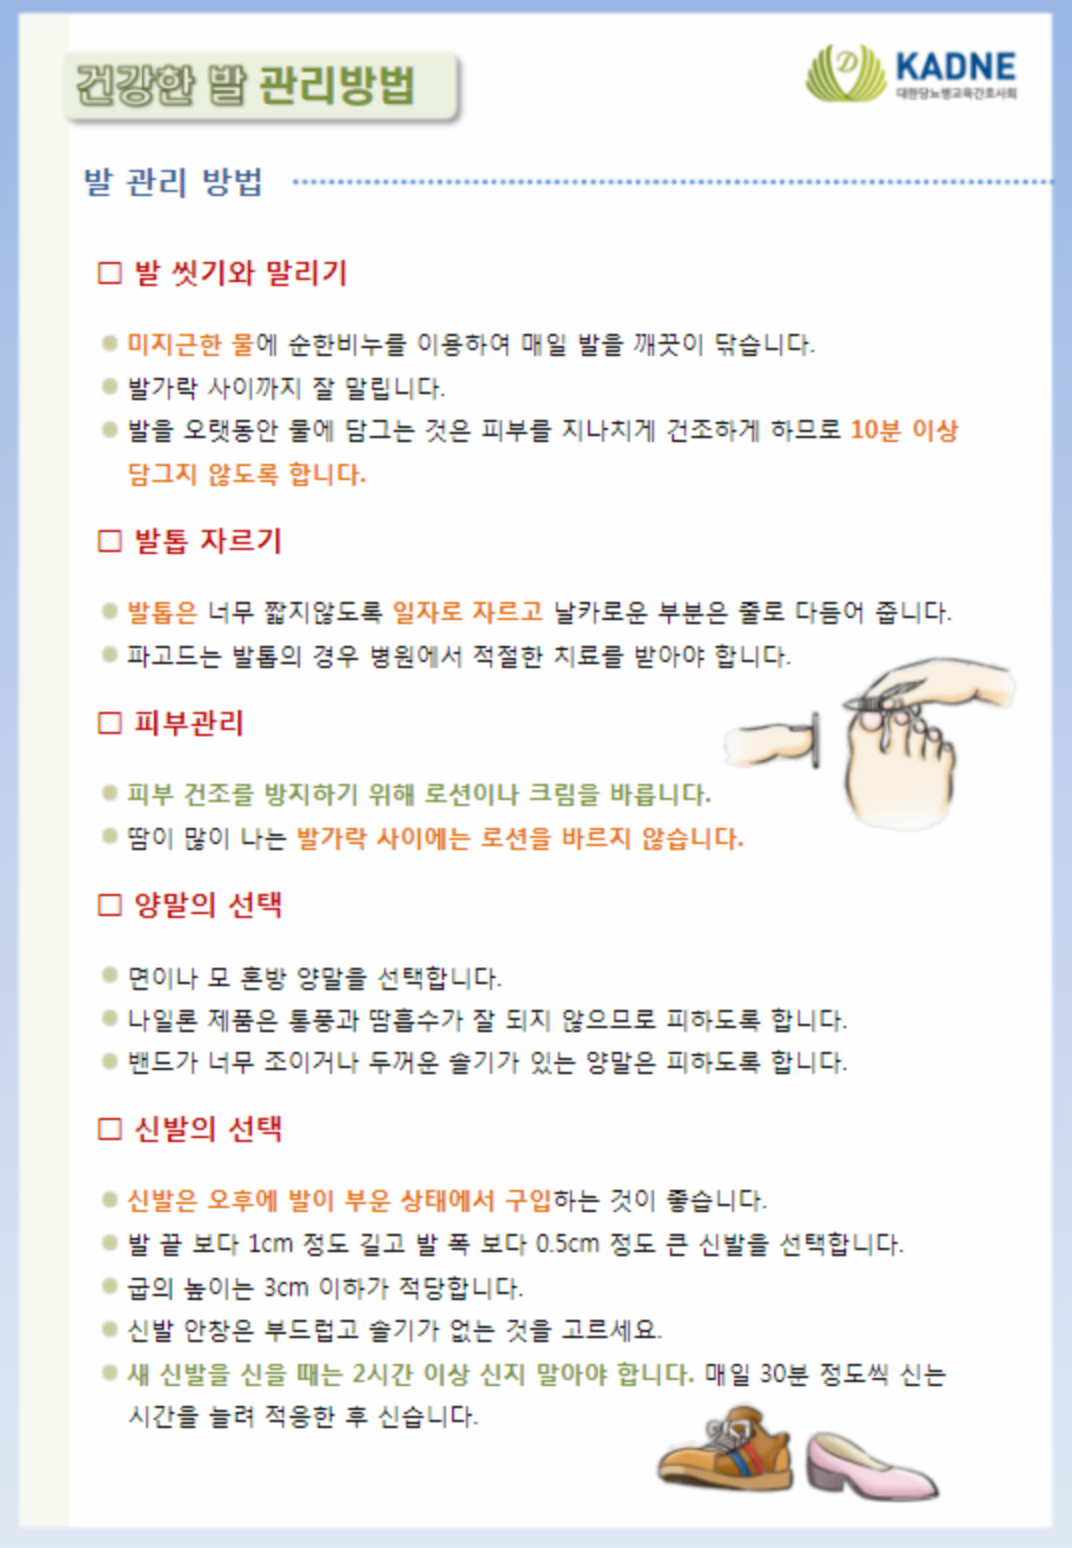 건강한 발 관리방법
KADNE
대한당뇨병교육간호사회
발 관리 방법
□ 발 씻기와 말리기
미지근한 물에 순한비누를 이용하여 매일 발을 깨끗이 닦습니다.
발가락 사이까지 잘 말립니다.
발을 오랫동안 물에 담그는 것은 피부를 지나치게 건조하게 하므로 10분 이상
담그지 않도록 합니다.
□ 발톱 자르기
발톱은 너무 짧지않도록 일자로 자르고 날카로운 부분은 줄로 다듬어 줍니다.
파고드는 발톱의 경우 병원에서 적절한 치료를 받아야 합니다.
□ 피부관리
피부 건조를 방지하기 위해 로션이나 크림을 바릅니다.
땀이 많이 나는 발가락 사이에는 로션을 바르지 않습니다.
□ 양말의 선택
면이나 모 혼방 양말을 선택합니다.
나일론 제품은 통풍과 땀흡수가 잘 되지 않으므로 피하도록 합니다.
밴드가 너무 조이거나 두꺼운 솔기가 있는 양말은 피하도록 합니다.
□ 신발의 선택
신발은 오후에 발이 부운 상태에서 구입하는 것이 좋습니다.
발 끝 보다 1cm 정도 길고 발 폭 보다 0.5cm 정도 큰 신발을 선택합니다.
굽의 높이는 3cm 이하가 적당합니다.
신발 안창은 부드럽고 솔기가 없는 것을 고르세요.
새 신발을 신을 때는 2시간 이상 신지 말아야 합니다. 매일 30분 정도씩 신는
시간을 늘려 적응한 후 신습니다.